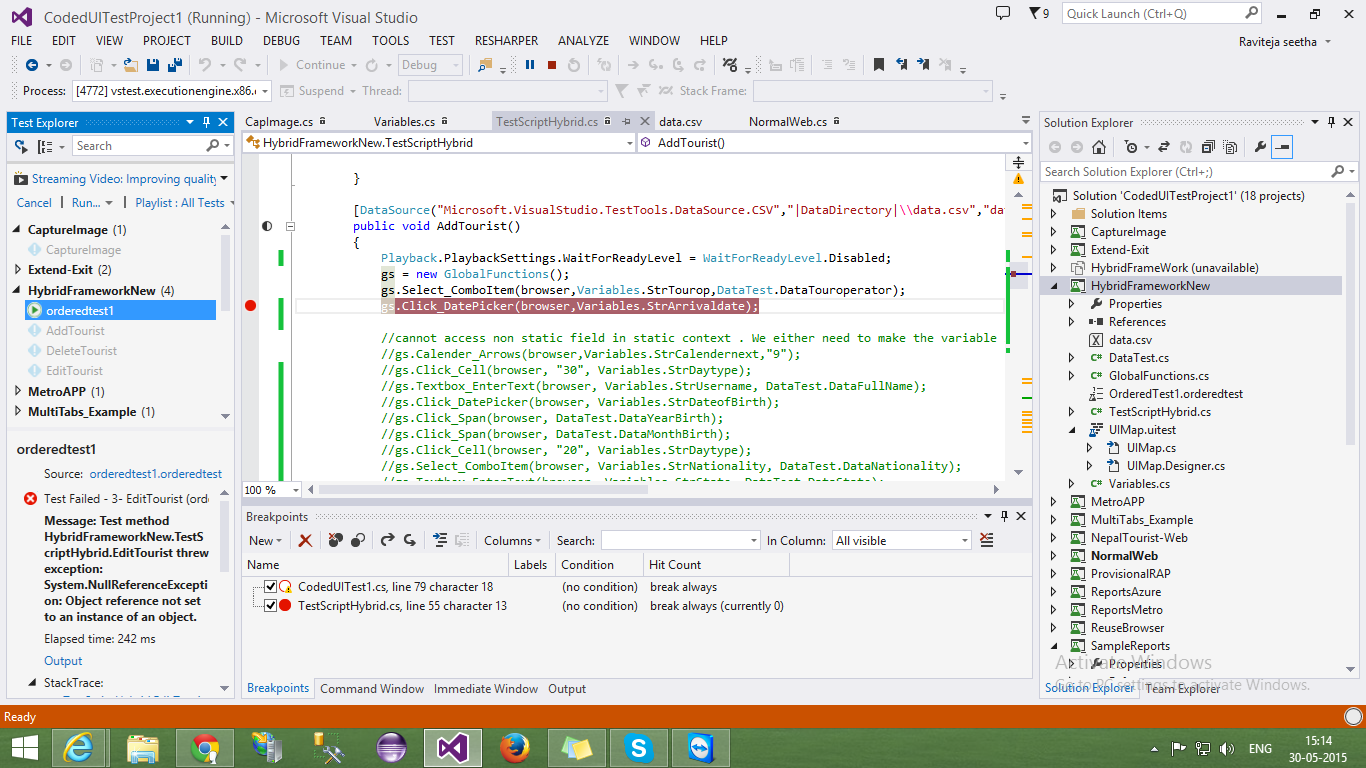 CodedUITestProject1 (Running) - Microsoft Visual Studio
9
Quick Launch (Ctrl+Q)
FILE EDIT VIEW PROJECT BUILD DEBUG TEAM TOOLS TEST RESHARPER ANALYZE WINDOW HELP
Raviteja seetha
Continue Debug
Process: [4772] vstest.executionengine.x86. Suspend Thread: Stack Frame:
Test Explorer
Search
Streaming Video: Improving quality
Cancel Run... Playlist : All Tests
CaptureImage (1)
CaptureImage
Extend-Exit (2)
HybridFrameworkNew (4)
orderedtest1
AddTourist
DeleteTourist
EditTourist
MetroAPP (1)
MultiTabs_Example (1)
orderedtest1
Source: orderedtest1.orderedtest
Test Failed - 3- EditTourist (orde
Message: Test method
HybridFrameworkNew.TestS
criptHybrid.EditTourist threw
exception:
System.NullReferenceExcepti
on: Object reference not set
to an instance of an object.
Elapsed time: 242 ms
Output
StackTrace:
CapImage.cs Variables.cs TestScriptHybrid.cs data.csv NormalWeb.cs
HybridFrameworkNew.TestScriptHybrid AddTourist()
}
[DataSource("Microsoft.VisualStudio.TestTools.DataSource.CSV","|DataDirectory|\\data.csv","da
public void AddTourist()
{
Playback.PlaybackSettings.WaitForReadyLevel = WaitForReadyLevel.Disabled;
gs = new GlobalFunctions();
gs.Select_ComboItem(browser,Variables.StrTourop,DataTest.DataTouroperator);
gs.Click_DatePicker(browser,Variables.StrArrivaldate);
//cannot access non static field in static context . We either need to make the variable
//gs.Calender_Arrows(browser,Variables.StrCalendernext,"9");
//gs.Click_Cell(browser, "30", Variables.StrDaytype);
//gs.Textbox_EnterText(browser, Variables.StrUsername, DataTest.DataFullName);
//gs.Click_DatePicker(browser, Variables.StrDateofBirth);
//gs.Click_Span(browser, DataTest.DataYearBirth);
//gs.Click_Span(browser, DataTest.DataMonthBirth);
//gs.Click_Cell(browser, "20", Variables.StrDaytype);
//gs.Select_ComboItem(browser, Variables.StrNationality, DataTest.DataNationality);
//gs.Textbox_EnterText(browser, Variables.StrState, DataTest.DataState);
100 %
Breakpoints
New Columns Search: In Column: All visible
Name Labels Condition Hit Count
CodedUITest1.cs, line 79 character 18 (no condition) break always
TestScriptHybrid.cs, line 55 character 13 (no condition) break always (currently 0)
Breakpoints Command Window Immediate Window Output
Solution Explorer
Search Solution Explorer (Ctrl+;)
Solution 'CodedUITestProject1' (18 projects)
Solution Items
CaptureImage
Extend-Exit
HybridFrameWork (unavailable)
HybridFrameworkNew
Properties
References
data.csv
DataTest.cs
GlobalFunctions.cs
OrderedTest1.orderedtest
TestScriptHybrid.cs
UIMap.uitest
UIMap.cs
UIMap.Designer.cs
Variables.cs
MetroAPP
MultiTabs_Example
NepalTourist-Web
NormalWeb
ProvisionalRAP
ReportsAzure
ReportsMetro
ReuseBrowser
SampleReports
Properties
Activate Windows
Go to PC settings to activate Windows.
Solution Explorer Team Explorer
Ready
ENG
15:14
30-05-2015